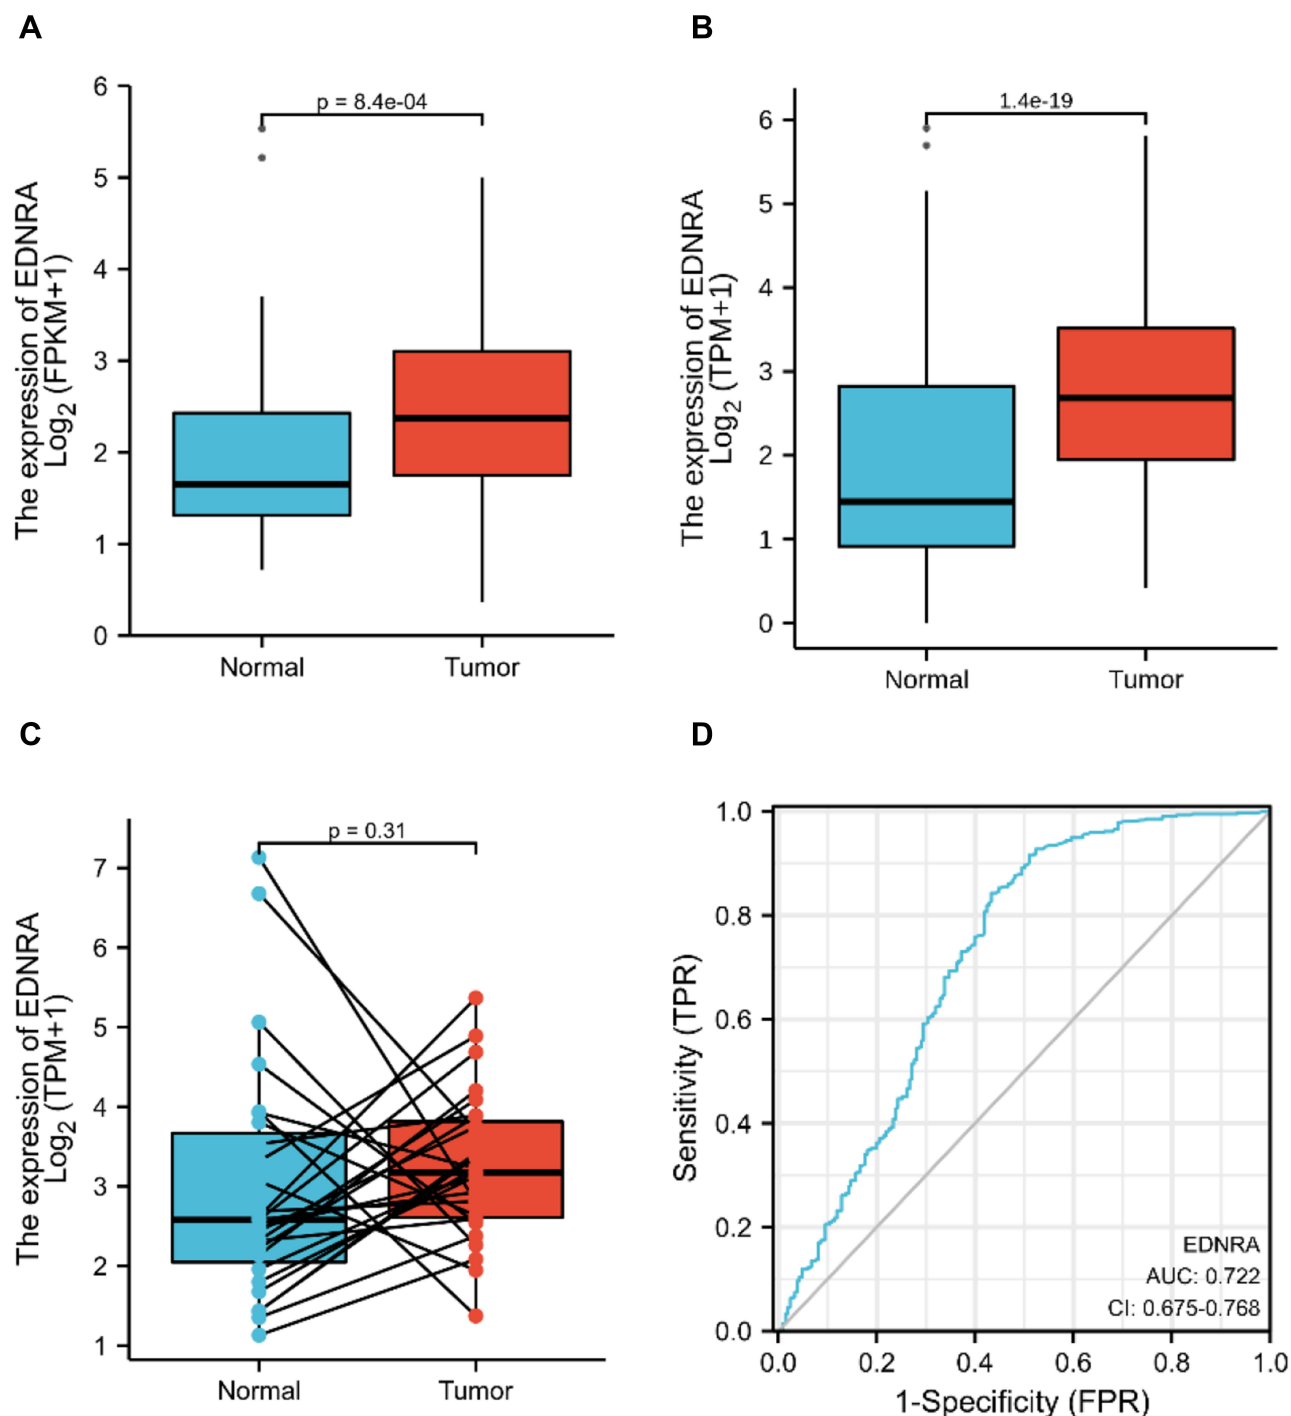 A
The expression of EDNRA
Log2 (FPKM+1)
6
5
4
3
2
1
0
p = 8.4e-04
Normal Tumor
B
The expression of EDNRA
Log2 (TPM+1)
6
5
4
3
2
1
0
1.4e-19
Normal Tumor
C
The expression of EDNRA
Log2 (TPM+1)
7
6
5
4
3
2
1
p = 0.31
Normal Tumor
D
Sensitivity (TPR)
1.0
0.8
0.6
0.4
0.2
0.0
EDNRA
AUC: 0.722
CI: 0.675-0.768
0.0 0.2 0.4 0.6 0.8 1.0
1-Specificity (FPR)